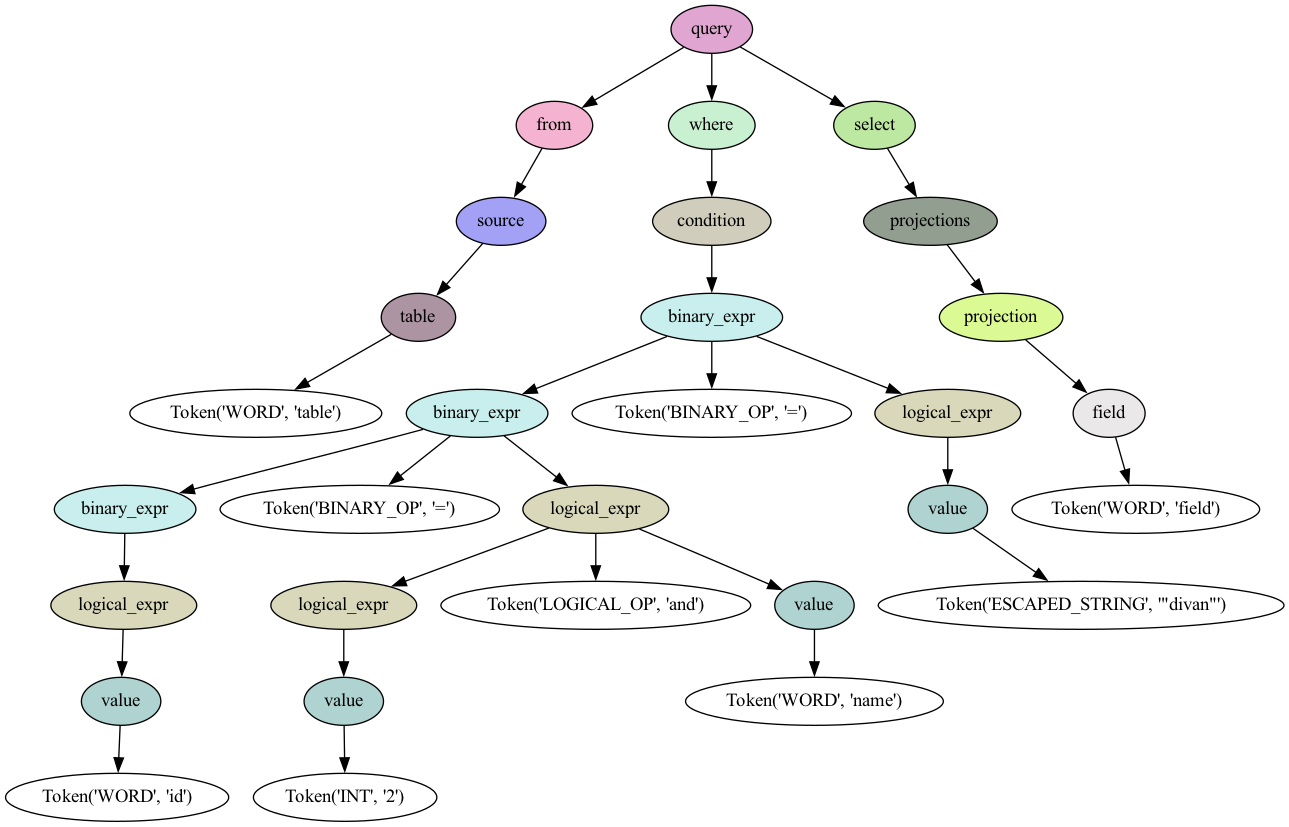 query
from
where
select
source
condition
projections
table
binary_expr
projection
Token('WORD', 'table')
binary_expr
Token('BINARY_OP', '=')
logical_expr
field
binary_expr
Token('BINARY_OP', '=')
logical_expr
value
Token('WORD', 'field')
logical_expr
logical_expr
Token('LOGICAL_OP', 'and')
value
Token('ESCAPED_STRING', '"divan"')
value
value
Token('WORD', 'name')
Token('WORD', 'id')
Token('INT', '2')